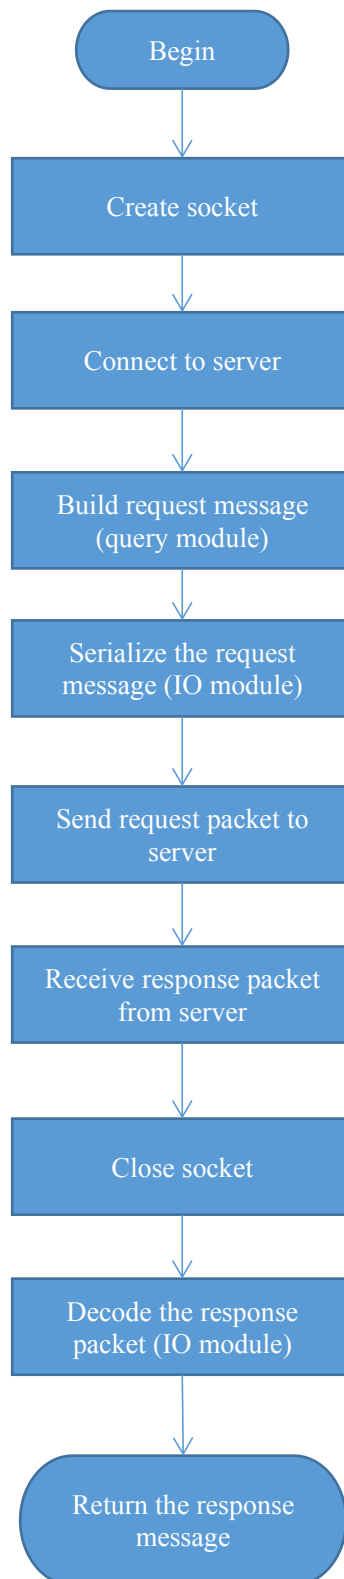 Begin
Create socket
Connect to server
Build request message
(query module)
Serialize the request
message (IO module)
Send request packet to
server
Receive response packet
from server
Close socket
Decode the response
packet (IO module)
Return the response
message